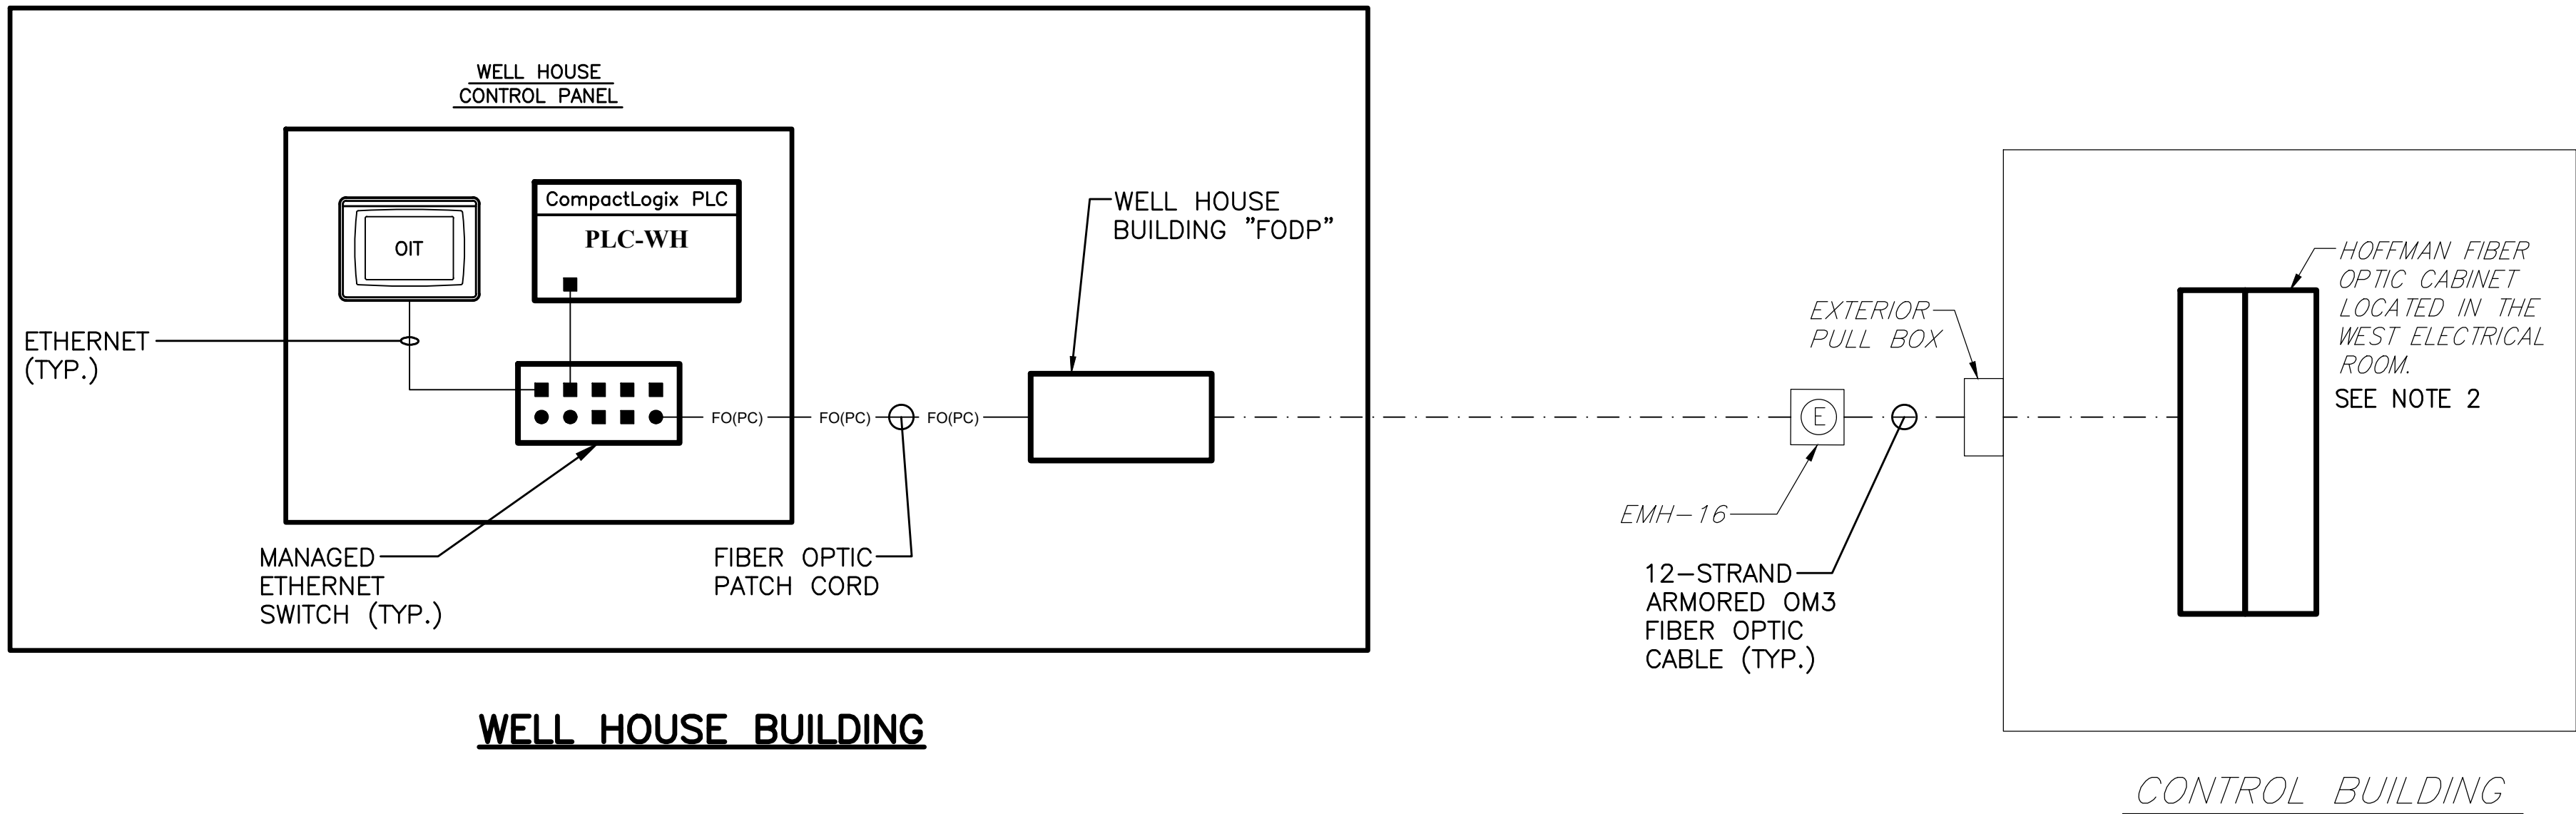 WELL HOUSE
CONTROL PANEL
OIT
CompactLogix PLC
PLC-WH
ETHERNET
(TYP.)
MANAGED
ETHERNET
SWITCH (TYP.)
FO(PC)
FO(PC)
FO(PC)
FIBER OPTIC
PATCH CORD
WELL HOUSE
BUILDING "FODP"
WELL HOUSE BUILDING
E
EMH-16
12-STRAND
ARMORED OM3
FIBER OPTIC
CABLE (TYP.)
EXTERIOR
PULL BOX
HOFFMAN FIBER
OPTIC CABINET
LOCATED IN THE
WEST ELECTRICAL
ROOM.
SEE NOTE 2
CONTROL BUILDING